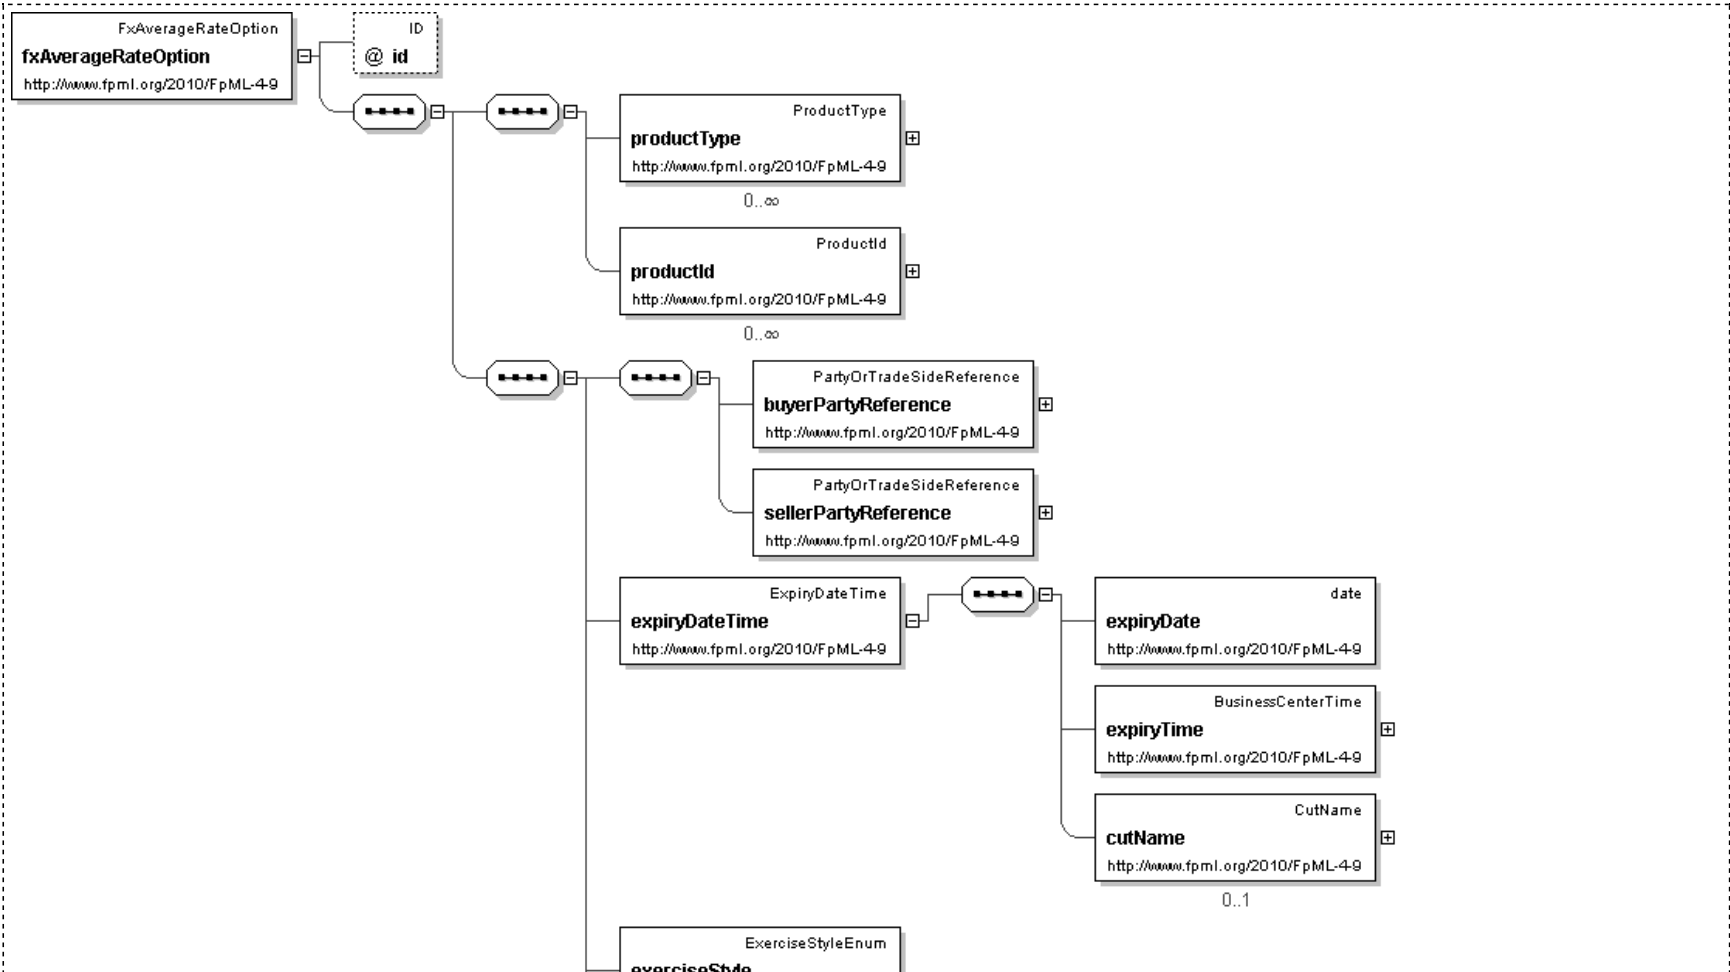 FxAverageRateOption
fxAverageRateOption
http://www.fpml.org/2010/FpML-4-9
ID
@ id
ProductType
productType
http://www.fpml.org/2010/FpML-4-9
0..∞
ProductId
productId
http://www.fpml.org/2010/FpML-4-9
0..∞
PartyOrTradeSideReference
buyerPartyReference
http://www.fpml.org/2010/FpML-4-9
PartyOrTradeSideReference
sellerPartyReference
http://www.fpml.org/2010/FpML-4-9
ExpiryDateTime
expiryDateTime
http://www.fpml.org/2010/FpML-4-9
date
expiryDate
http://www.fpml.org/2010/FpML-4-9
BusinessCenterTime
expiryTime
http://www.fpml.org/2010/FpML-4-9
CutName
cutName
http://www.fpml.org/2010/FpML-4-9
0..1
ExerciseStyleEnum
exerciseStyle